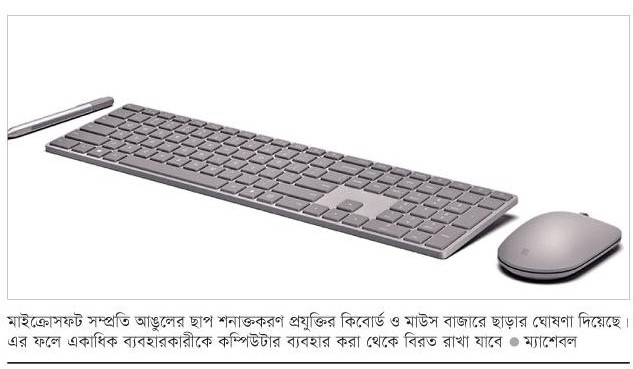 মাইক্রোসফট সম্প্রতি আঙুলের ছাপ শনাক্তকরণ প্রযুক্তির কিবোর্ড ও মাউস বাজারে ছাড়ার ঘোষণা দিয়েছে।
এর ফলে একাধিক ব্যবহারকারীকে কম্পিউটার ব্যবহার করা থেকে বিরত রাখা যাবে ● ম্যাশেবল